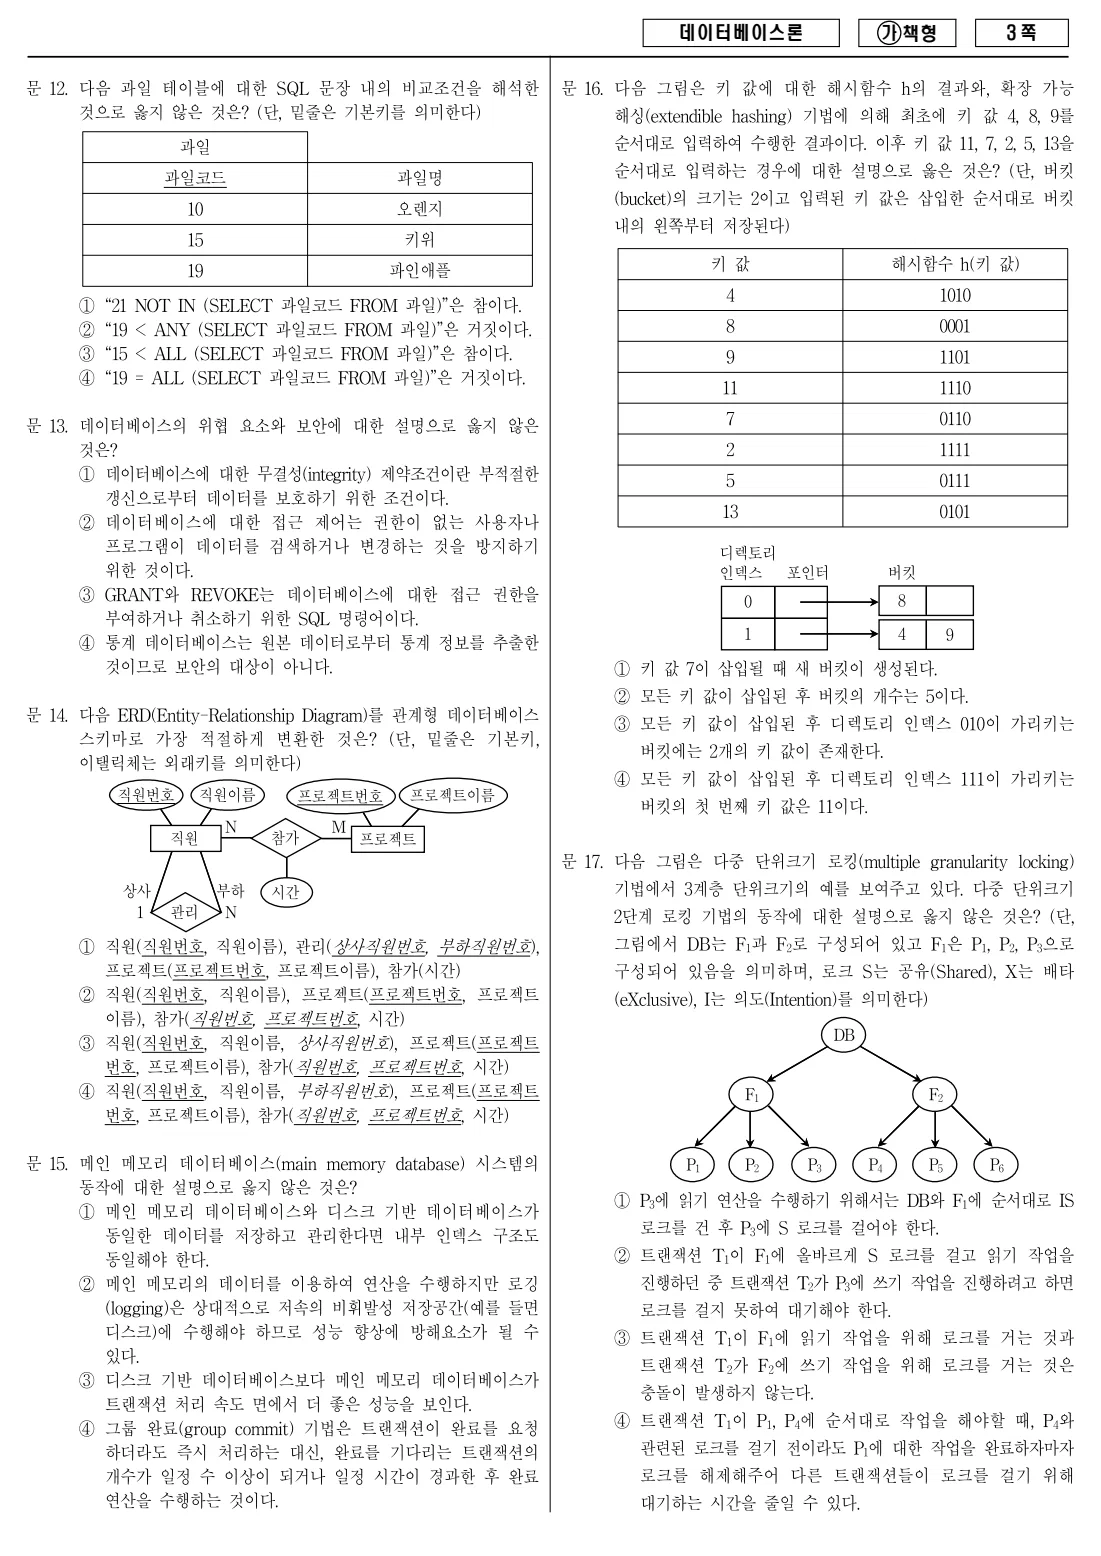 데이터베이스론
㉮책형
3쪽
문 12. 다음 과일 테이블에 대한 SQL 문장 내의 비교조건을 해석한
것으로 옳지 않은 것은? (단, 밑줄은 기본키를 의미한다)
과일
과일코드 과일명
10 오렌지
15 키위
19 파인애플
① “21 NOT IN (SELECT 과일코드 FROM 과일)”은 참이다.
② “19 < ANY (SELECT 과일코드 FROM 과일)”은 거짓이다.
③ “15 < ALL (SELECT 과일코드 FROM 과일)”은 참이다.
④ “19 = ALL (SELECT 과일코드 FROM 과일)”은 거짓이다.
문 13. 데이터베이스의 위협 요소와 보안에 대한 설명으로 옳지 않은
것은?
① 데이터베이스에 대한 무결성(integrity) 제약조건이란 부적절한
갱신으로부터 데이터를 보호하기 위한 조건이다.
② 데이터베이스에 대한 접근 제어는 권한이 없는 사용자나
프로그램이 데이터를 검색하거나 변경하는 것을 방지하기
위한 것이다.
③ GRANT와 REVOKE는 데이터베이스에 대한 접근 권한을
부여하거나 취소하기 위한 SQL 명령어이다.
④ 통계 데이터베이스는 원본 데이터로부터 통계 정보를 추출한
것이므로 보안의 대상이 아니다.
문 14. 다음 ERD(Entity-Relationship Diagram)를 관계형 데이터베이스
스키마로 가장 적절하게 변환한 것은? (단, 밑줄은 기본키,
이탤릭체는 외래키를 의미한다)
직원번호 직원이름 프로젝트번호 프로젝트이름
직원 N 참가 M 프로젝트
상사 부하 시간
1 관리 N
① 직원(직원번호, 직원이름), 관리(상사직원번호, 부하직원번호),
프로젝트(프로젝트번호, 프로젝트이름), 참가(시간)
② 직원(직원번호, 직원이름), 프로젝트(프로젝트번호, 프로젝트
이름), 참가(직원번호, 프로젝트번호, 시간)
③ 직원(직원번호, 직원이름, 상사직원번호), 프로젝트(프로젝트
번호, 프로젝트이름), 참가(직원번호, 프로젝트번호, 시간)
④ 직원(직원번호, 직원이름, 부하직원번호), 프로젝트(프로젝트
번호, 프로젝트이름), 참가(직원번호, 프로젝트번호, 시간)
문 15. 메인 메모리 데이터베이스(main memory database) 시스템의
동작에 대한 설명으로 옳지 않은 것은?
① 메인 메모리 데이터베이스와 디스크 기반 데이터베이스가
동일한 데이터를 저장하고 관리한다면 내부 인덱스 구조도
동일해야 한다.
② 메인 메모리의 데이터를 이용하여 연산을 수행하지만 로깅
(logging)은 상대적으로 저속의 비휘발성 저장공간(예를 들면
디스크)에 수행해야 하므로 성능 향상에 방해요소가 될 수
있다.
③ 디스크 기반 데이터베이스보다 메인 메모리 데이터베이스가
트랜잭션 처리 속도 면에서 더 좋은 성능을 보인다.
④ 그룹 완료(group commit) 기법은 트랜잭션이 완료를 요청
하더라도 즉시 처리하는 대신, 완료를 기다리는 트랜잭션의
개수가 일정 수 이상이 되거나 일정 시간이 경과한 후 완료
연산을 수행하는 것이다.
문 16. 다음 그림은 키 값에 대한 해시함수 h의 결과와, 확장 가능
해싱(extendible hashing) 기법에 의해 최초에 키 값 4, 8, 9를
순서대로 입력하여 수행한 결과이다. 이후 키 값 11, 7, 2, 5, 13을
순서대로 입력하는 경우에 대한 설명으로 옳은 것은? (단, 버킷
(bucket)의 크기는 2이고 입력된 키 값은 삽입한 순서대로 버킷
내의 왼쪽부터 저장된다)
키 값 해시함수 h(키 값)
4 1010
8 0001
9 1101
11 1110
7 0110
2 1111
5 0111
13 0101
디렉토리
인덱스 포인터 버킷
0 8
1 4 9
① 키 값 7이 삽입될 때 새 버킷이 생성된다.
② 모든 키 값이 삽입된 후 버킷의 개수는 5이다.
③ 모든 키 값이 삽입된 후 디렉토리 인덱스 010이 가리키는
버킷에는 2개의 키 값이 존재한다.
④ 모든 키 값이 삽입된 후 디렉토리 인덱스 111이 가리키는
버킷의 첫 번째 키 값은 11이다.
문 17. 다음 그림은 다중 단위크기 로킹(multiple granularity locking)
기법에서 3계층 단위크기의 예를 보여주고 있다. 다중 단위크기
2단계 로킹 기법의 동작에 대한 설명으로 옳지 않은 것은? (단,
그림에서 DB는 F₁과 F₂로 구성되어 있고 F₁은 P₁, P₂, P₃으로
구성되어 있음을 의미하며, 로크 S는 공유(Shared), X는 배타
(eXclusive), I는 의도(Intention)를 의미한다)
DB
F₁ F₂
P₁ P₂ P₃ P₄ P₅ P₆
① P₃에 읽기 연산을 수행하기 위해서는 DB와 F₁에 순서대로 IS
로크를 건 후 P₃에 S 로크를 걸어야 한다.
② 트랜잭션 T₁이 F₁에 올바르게 S 로크를 걸고 읽기 작업을
진행하던 중 트랜잭션 T₂가 P₃에 쓰기 작업을 진행하려고 하면
로크를 걸지 못하여 대기해야 한다.
③ 트랜잭션 T₁이 F₁에 읽기 작업을 위해 로크를 거는 것과
트랜잭션 T₂가 F₂에 쓰기 작업을 위해 로크를 거는 것은
충돌이 발생하지 않는다.
④ 트랜잭션 T₁이 P₁, P₄에 순서대로 작업을 해야할 때, P₄와
관련된 로크를 걸기 전이라도 P₁에 대한 작업을 완료하자마자
로크를 해제해주어 다른 트랜잭션들이 로크를 걸기 위해
대기하는 시간을 줄일 수 있다.